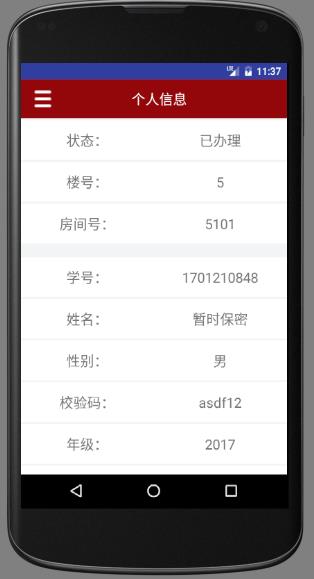 LTE 11:37
个人信息
状态： 已办理
楼号： 5
房间号： 5101
学号： 1701210848
姓名： 暂时保密
性别： 男
校验码： asdf12
年级： 2017